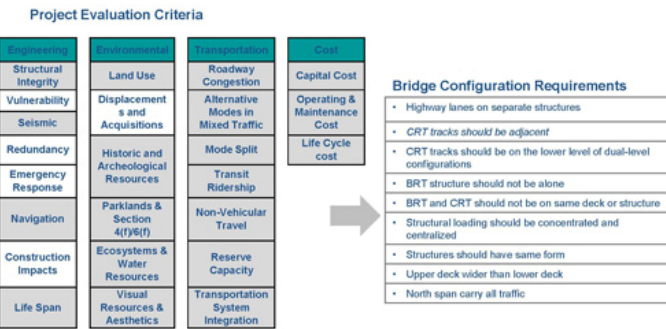 Project Evaluation Criteria
Engineering
Structural
Integrity
Vulnerability
Seismic
Redundancy
Emergency
Response
Navigation
Construction
Impacts
Life Span
Environmental
Land Use
Displacement
s and
Acquisitions
Historic and
Archeological
Resources
Parklands &
Section
4(f)/6(f)
Ecosystems &
Water
Resources
Visual
Resources &
Aesthetics
Transportation
Roadway
Congestion
Alternative
Modes in
Mixed Traffic
Mode Split
Transit
Ridership
Non-Vehicular
Travel
Reserve
Capacity
Transportation
System
Integration
Cost
Capital Cost
Operating &
Maintenance
Cost
Life Cycle
cost
Bridge Configuration Requirements
• Highway lanes on separate structures
• CRT tracks should be adjacent
• CRT tracks should be on the lower level of dual-level
configurations
• BRT structure should not be alone
• BRT and CRT should not be on same deck or structure
• Structural loading should be concentrated and
centralized
• Structures should have same form
• Upper deck wider than lower deck
• North span carry all traffic